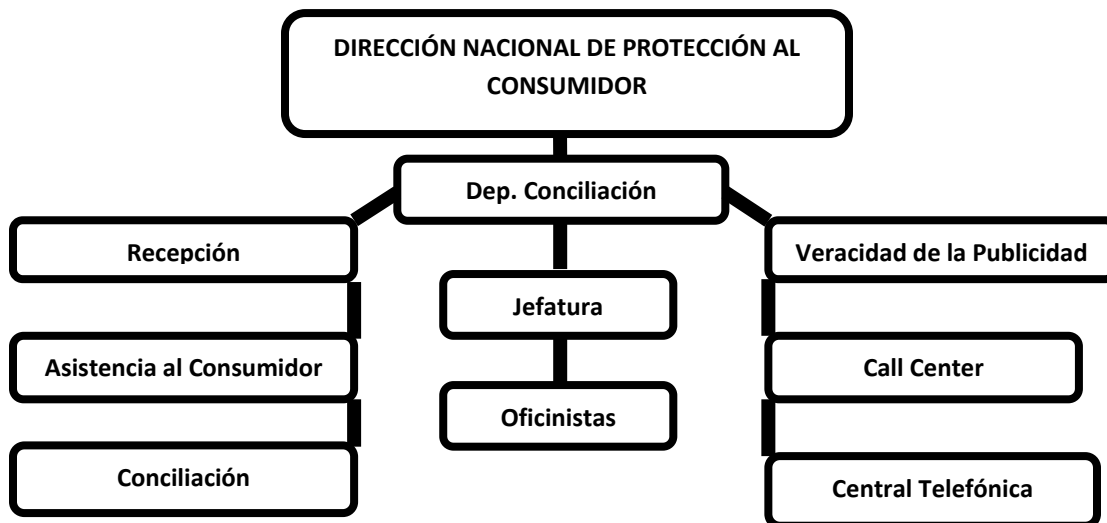 DIRECCIÓN NACIONAL DE PROTECCIÓN AL
CONSUMIDOR
Dep. Conciliación
Recepción
Veracidad de la Publicidad
Jefatura
Asistencia al Consumidor
Call Center
Oficinistas
Conciliación
Central Telefónica